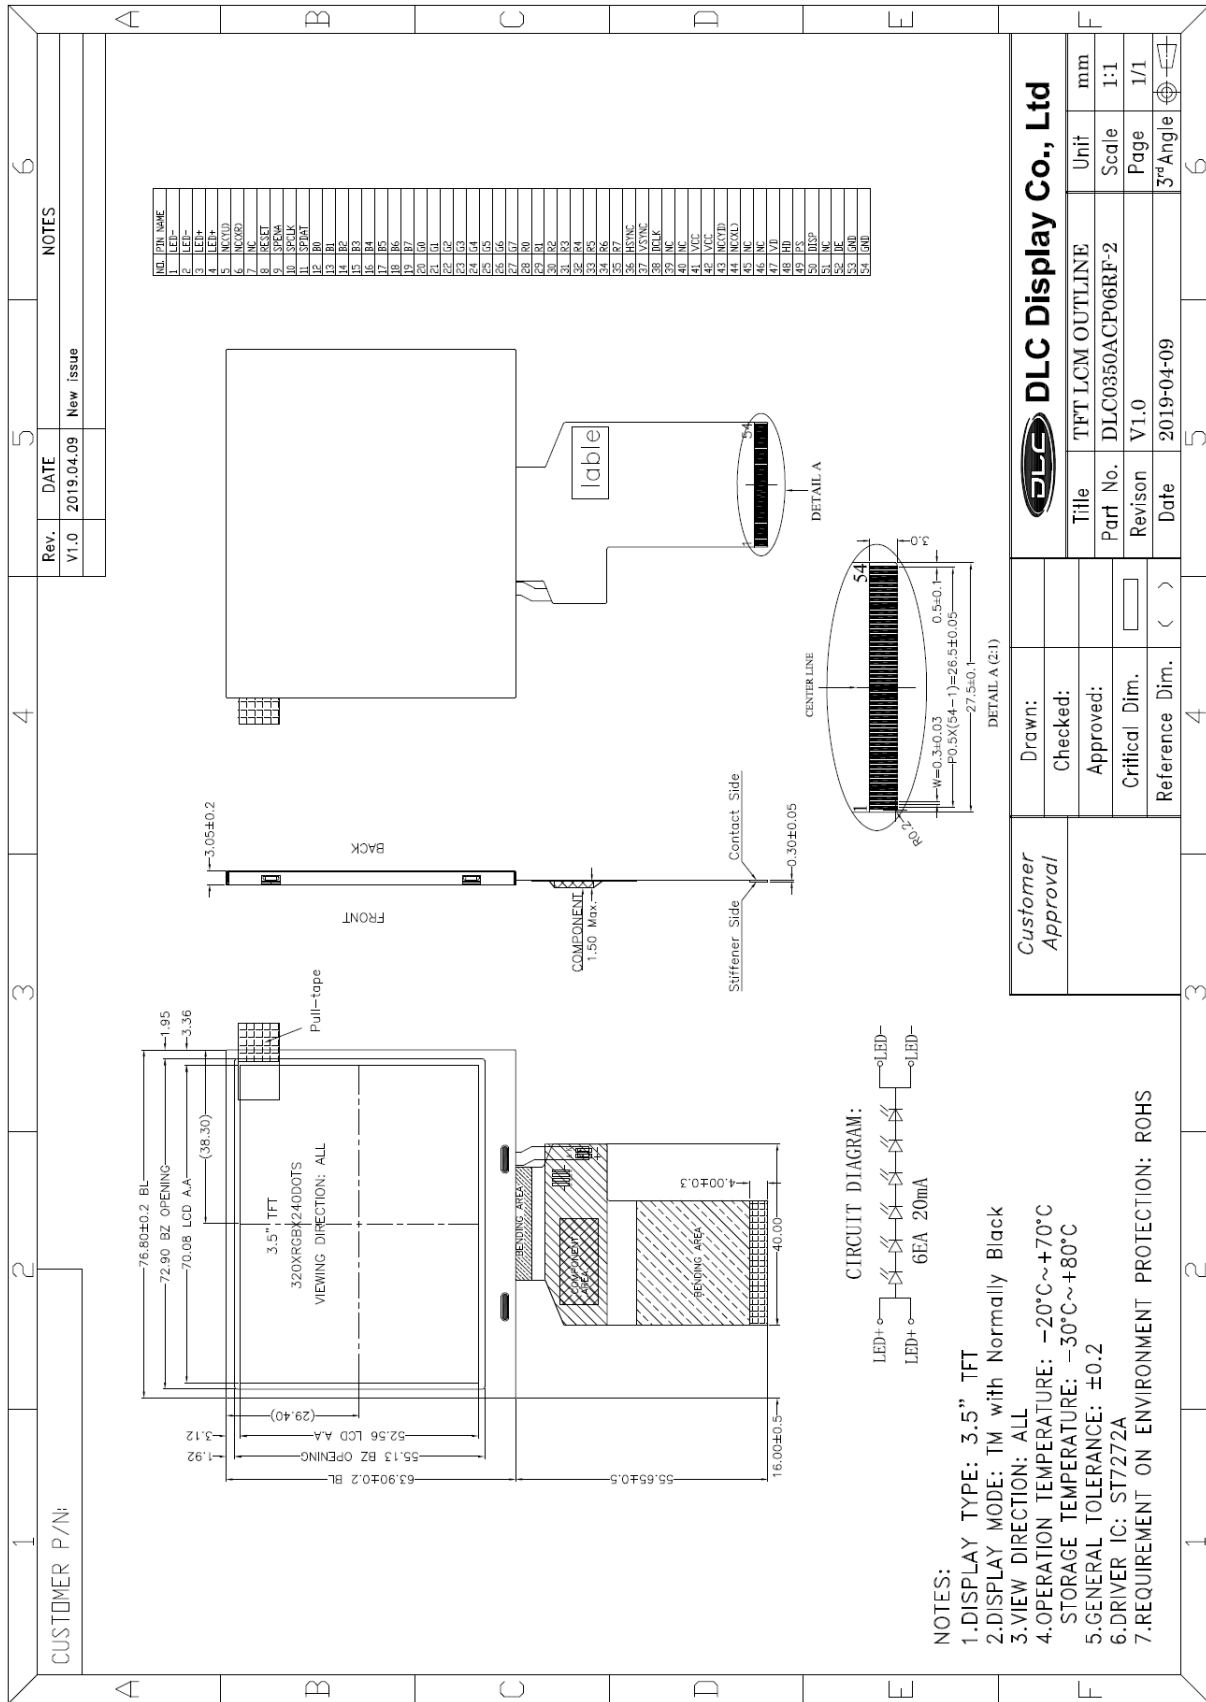 1
2
3
4
5
6
A
B
C
D
E
F
CUSTOMER P/N:
Rev.
DATE
NOTES
V1.0
2019.04.09
New issue
76.80±0.2 BL
72.90 BZ OPENING
1.95
70.08 LCD A.A
3.36
(38.30)
Pull-tape
3.5" TFT
320XRGBX240DOTS
VIEWING DIRECTION: ALL
1.92
3.12
(29.40)
52.56 LCD A.A
55.13 BZ OPENING
63.90±0.2 BL
55.65±0.5
16.00±0.5
BENDING AREA
COMPONENT
AREA
BENDING AREA
4.00±0.3
40.00
3.05±0.2
FRONT
BACK
COMPONENT
1.50 Max.
Stiffener Side
Contact Side
0.30±0.05
lable
1
54
DETAIL A
NO. PIN NAME
1 LED-
2 LED-
3 LED+
4 LED+
5 NC(YU)
6 NC(XR)
7 NC
8 RESET
9 SPENA
10 SPCLK
11 SPDAT
12 B0
13 B1
14 B2
15 B3
16 B4
17 B5
18 B6
19 B7
20 G0
21 G1
22 G2
23 G3
24 G4
25 G5
26 G6
27 G7
28 R0
29 R1
30 R2
31 R3
32 R4
33 R5
34 R6
35 R7
36 HSYNC
37 VSYNC
38 DCLK
39 NC
40 NC
41 VCC
42 VCC
43 NC(YD)
44 NC(XL)
45 NC
46 NC
47 VD
48 HD
49 PS
50 DISP
51 NC
52 DE
53 GND
54 GND
CENTER LINE
1
54
R0.2
W=0.3±0.03
0.5±0.1
3.0
P0.5X(54-1)=26.5±0.05
27.5±0.1
DETAIL A (2:1)
CIRCUIT DIAGRAM:
LED+
LED-
LED+
LED-
6EA 20mA
NOTES:
1.DISPLAY TYPE: 3.5" TFT
2.DISPLAY MODE: TM with Normally Black
3.VIEW DIRECTION: ALL
4.OPERATION TEMPERATURE: -20°C~+70°C
STORAGE TEMPERATURE: -30°C~+80°C
5.GENERAL TOLERANCE: ±0.2
6.DRIVER IC: ST7272A
7.REQUIREMENT ON ENVIRONMENT PROTECTION: ROHS
Customer
Approval
Drawn:
Checked:
Approved:
Critical Dim.
Reference Dim. ( )
DLC DLC Display Co., Ltd
Title TFT LCM OUTLINE Unit mm
Part No. DLC0350ACP06RF-2 Scale 1:1
Revison V1.0 Page 1/1
Date 2019-04-09 3rd Angle
A
B
C
D
E
F
1
2
3
4
5
6